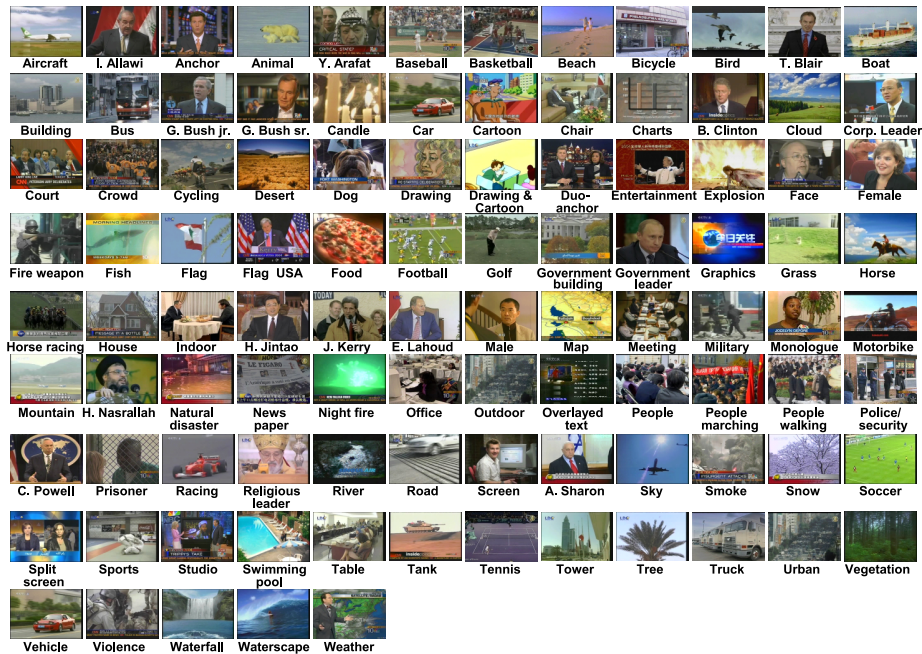 Aircraft I. Allawi Anchor Animal Y. Arafat Baseball Basketball Beach Bicycle Bird T. Blair Boat
Building Bus G. Bush jr. G. Bush sr. Candle Car Cartoon Chair Charts B. Clinton Cloud Corp. Leader
Court Crowd Cycling Desert Dog Drawing Drawing & Duo- Entertainment Explosion Face Female
Cartoon anchor
Fire weapon Fish Flag Flag USA Food Football Golf Government Government Graphics Grass Horse
building leader
Horse racing House Indoor H. Jintao J. Kerry E. Lahoud Male Map Meeting Military Monologue Motorbike
Mountain H. Nasrallah Natural News Night fire Office Outdoor Overlayed People People People Police/
disaster paper text marching walking security
C. Powell Prisoner Racing Religious River Road Screen A. Sharon Sky Smoke Snow Soccer
leader
Split Sports Studio Swimming Table Tank Tennis Tower Tree Truck Urban Vegetation
screen pool
Vehicle Violence Waterfall Waterscape Weather